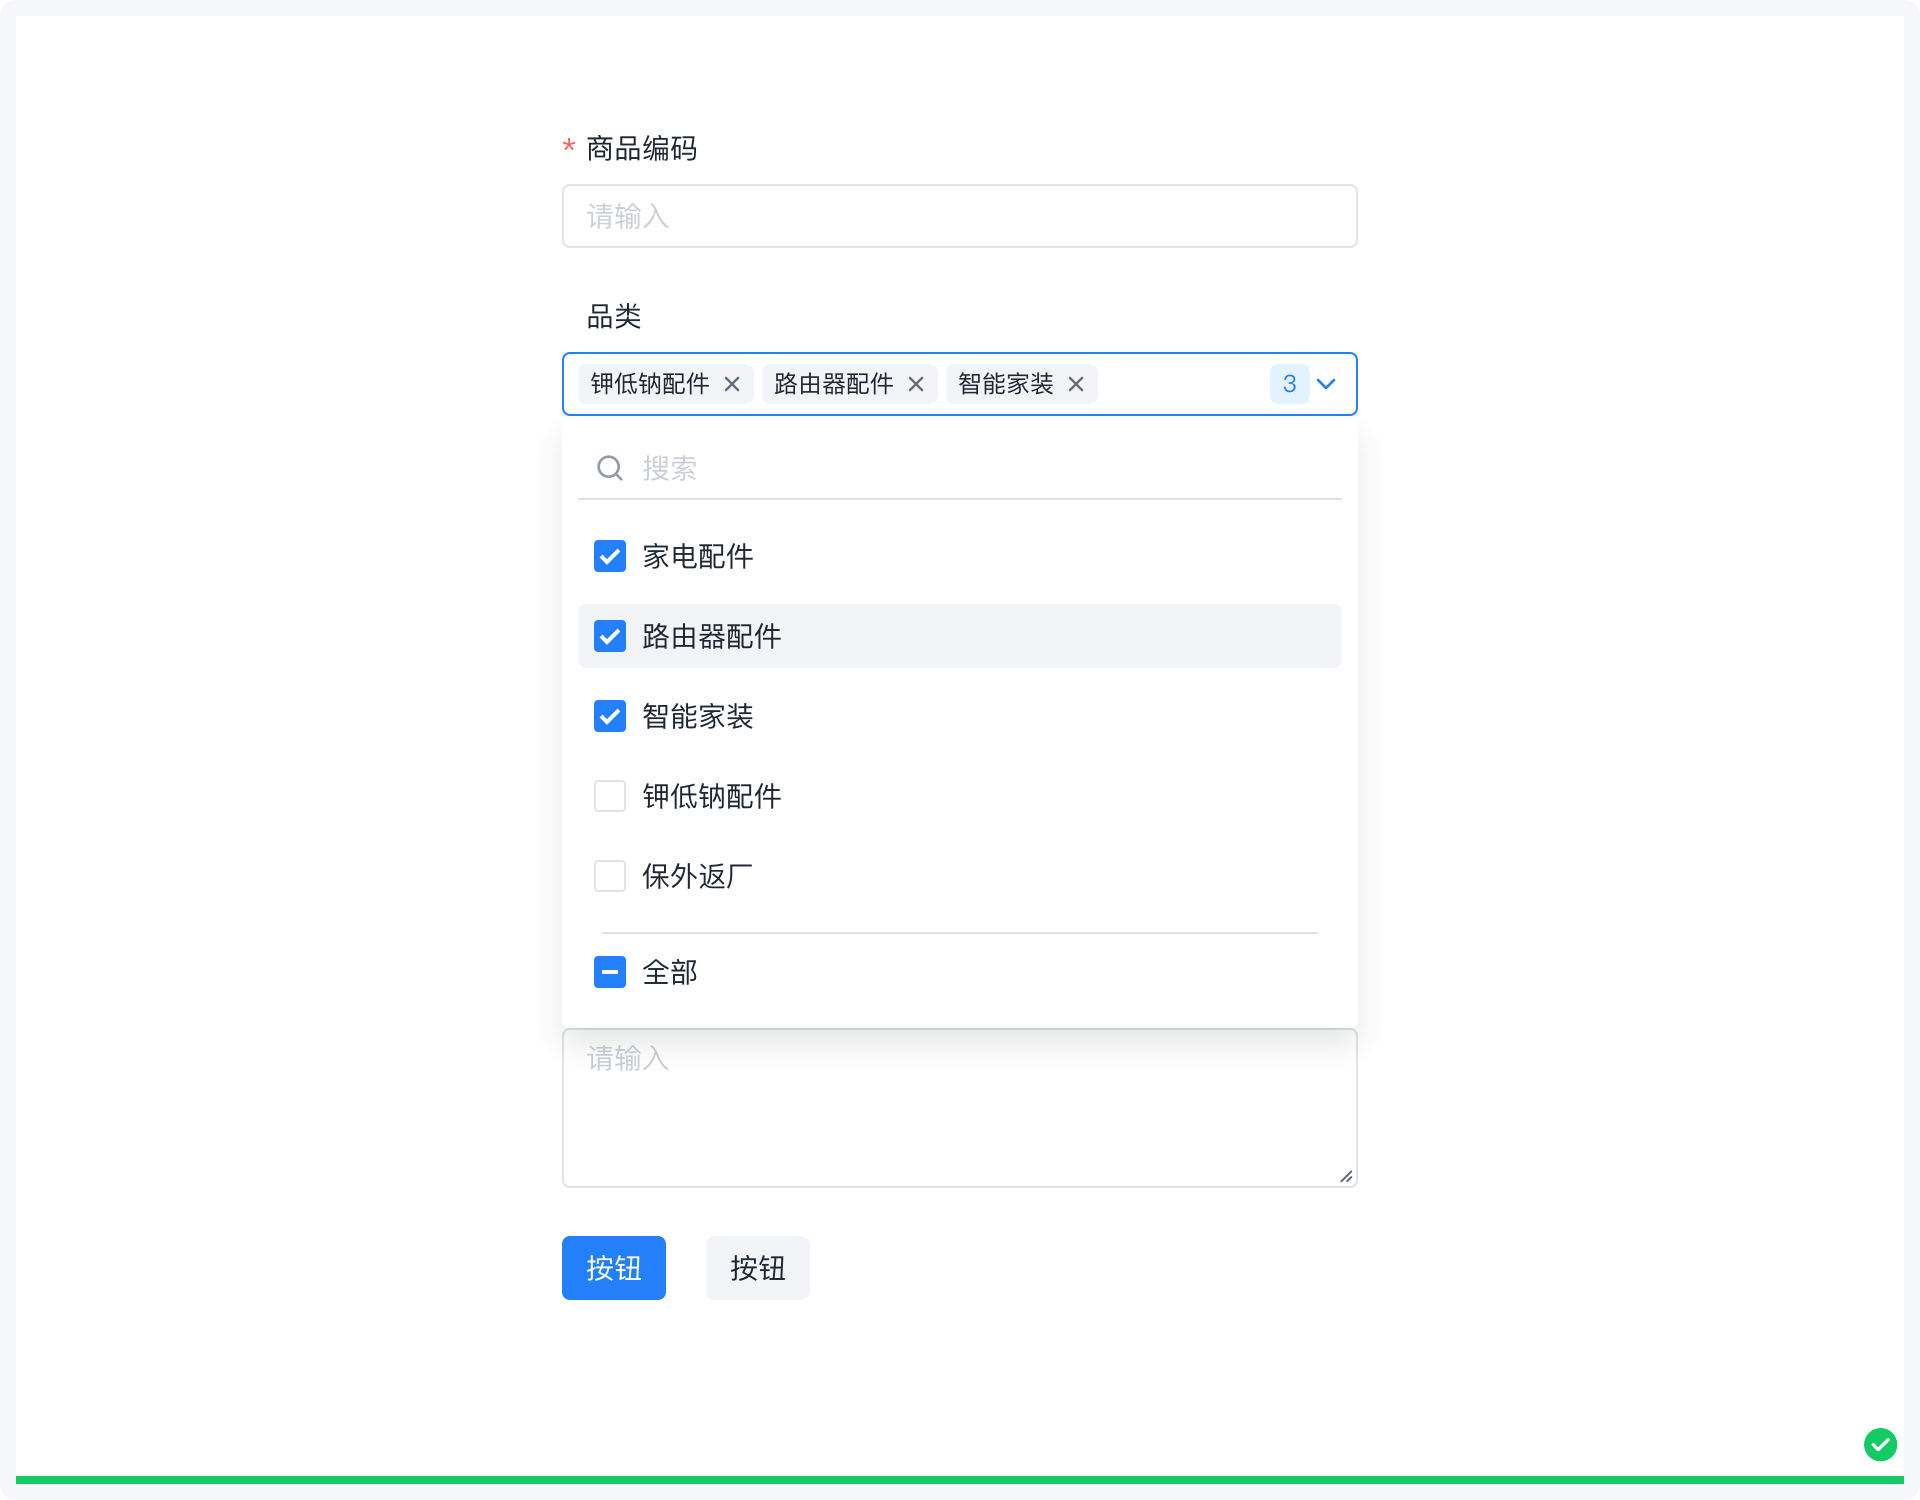 * 商品编码
请输入
品类
钾低钠配件 路由器配件 智能家装 3
搜索
家电配件
路由器配件
智能家装
钾低钠配件
保外返厂
全部
请输入
按钮 按钮